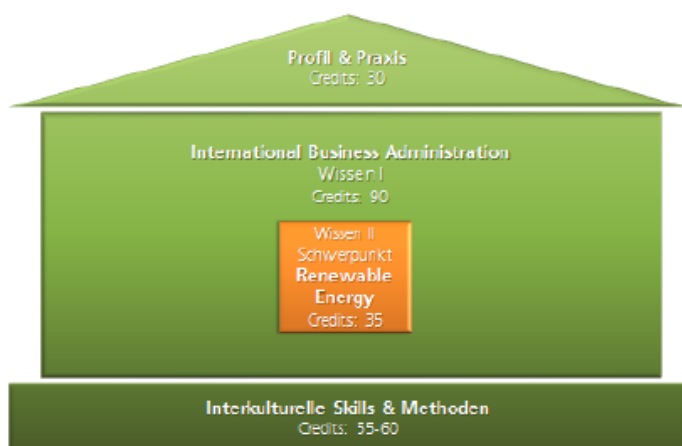 Profil & Praxis
Credits: 30
International Business Administration
Wissen I
Credits: 90
Wissen II
Schwerpunkt
Renewable
Energy
Credits: 35
Interkulturelle Skills & Methoden
Credits: 55-60